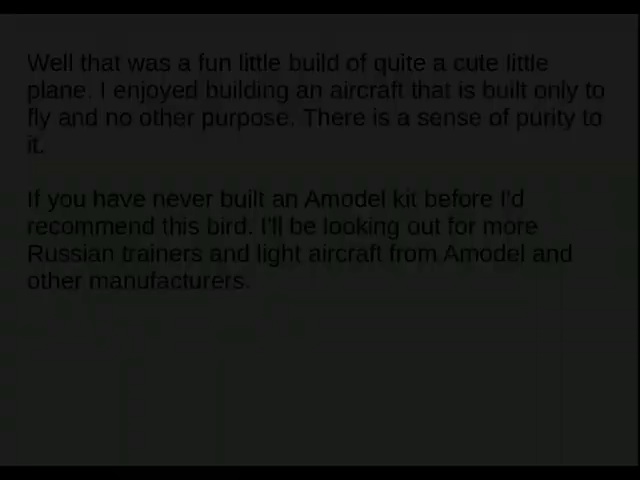 Well that was a fun little build of quite a cute little
plane. I enjoyed building an aircraft that is built only to
fly and no other purpose. There is a sense of purity to
it.
If you have never built an Amodel kit before I'd
recommend this bird. I'll be looking out for more
Russian trainers and light aircraft from Amodel and
other manufacturers.